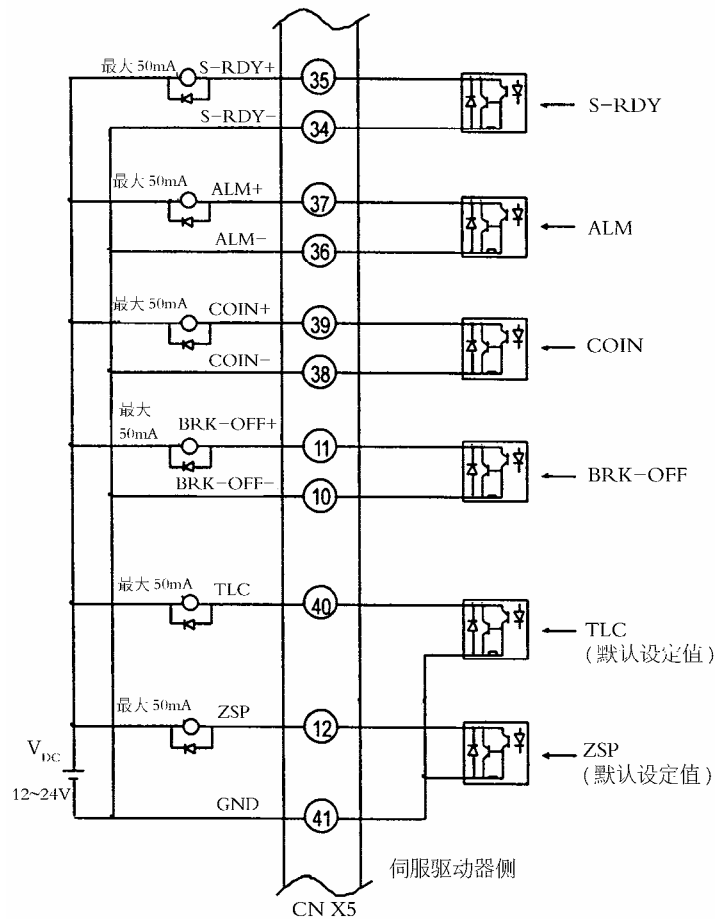 最大 50mA S-RDY+ 35
S-RDY- 34
S-RDY
最大 50mA ALM+ 37
ALM- 36
ALM
最大 50mA COIN+ 39
COIN- 38
COIN
最大
50mA BRK-OFF+ 11
BRK-OFF- 10
BRK-OFF
最大 50mA TLC 40
TLC
(默认设定值)
最大 50mA ZSP 12
ZSP
(默认设定值)
VDC
12~24V
GND 41
伺服驱动器侧
CN X5